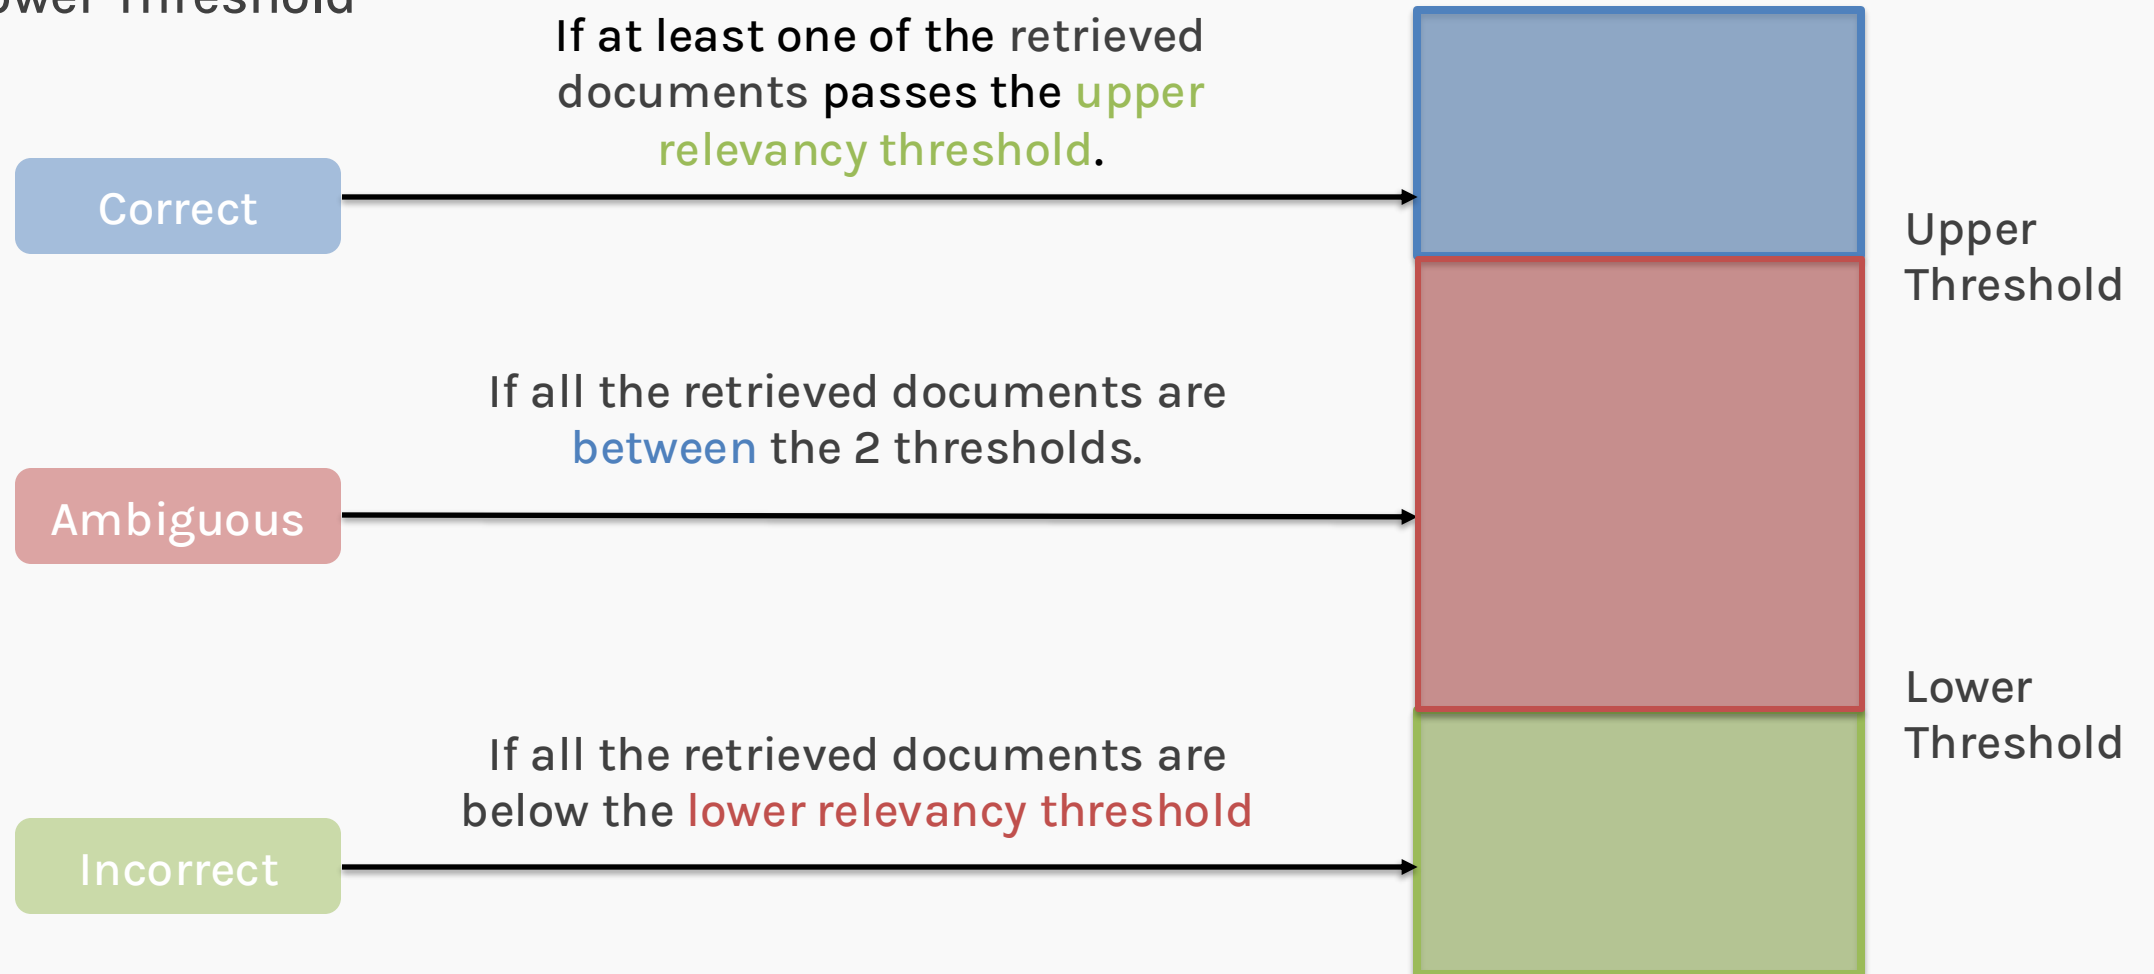 Threshold
If at least one of the retrieved
documents passes the upper
relevancy threshold.
Correct
Upper
Threshold
If all the retrieved documents are
between the 2 thresholds.
Ambiguous
Lower
Threshold
If all the retrieved documents are
below the lower relevancy threshold
Incorrect